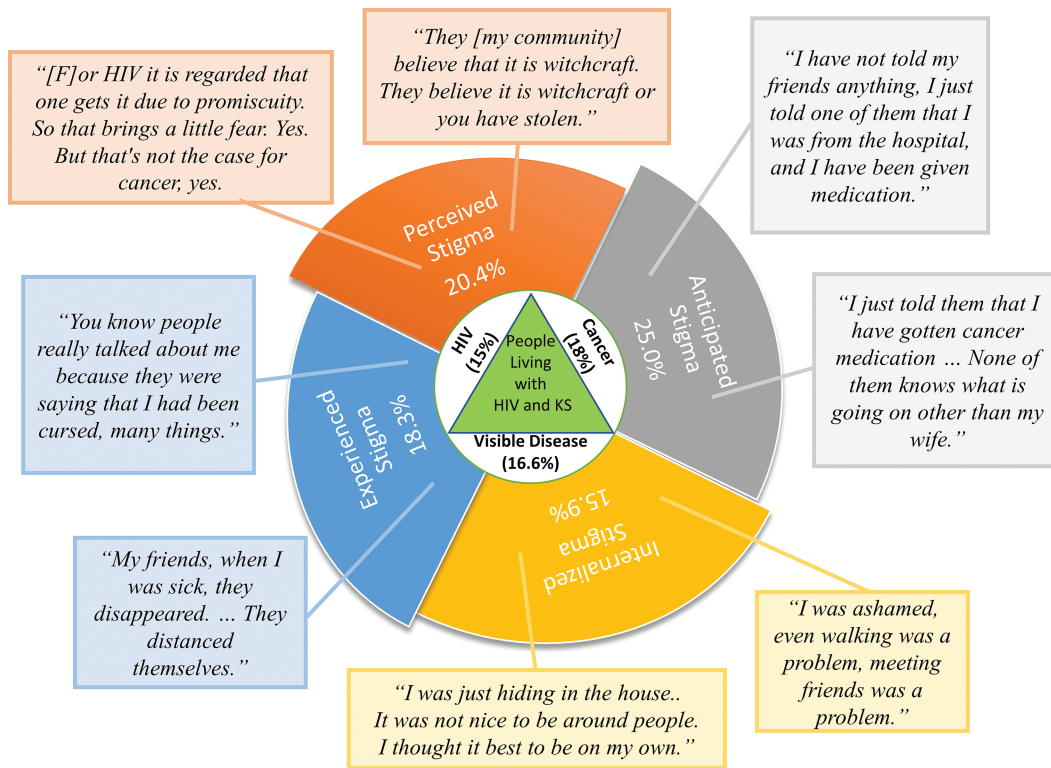 “[F]or HIV it is regarded that
one gets it due to promiscuity.
So that brings a little fear. Yes.
But that's not the case for
cancer, yes.
“They [my community]
believe that it is witchcraft.
They believe it is witchcraft or
you have stolen.”
“I have not told my
friends anything, I just
told one of them that I
was from the hospital,
and I have been given
medication.”
Perceived
Stigma
20.4%
Anticipated
Stigma
25.0%
“You know people
really talked about me
because they were
saying that I had been
cursed, many things.”
HIV
(15%)
Cancer
(18%)
People
Living
with
HIV and KS
Visible Disease
(16.6%)
“I just told them that I
have gotten cancer
medication … None of
them knows what is
going on other than my
wife.”
Experienced
Stigma
18.3%
Internalized
Stigma
15.9%
“My friends, when I
was sick, they
disappeared. … They
distanced
themselves.”
“I was just hiding in the house..
It was not nice to be around people.
I thought it best to be on my own.”
“I was ashamed,
even walking was a
problem, meeting
friends was a
problem.”